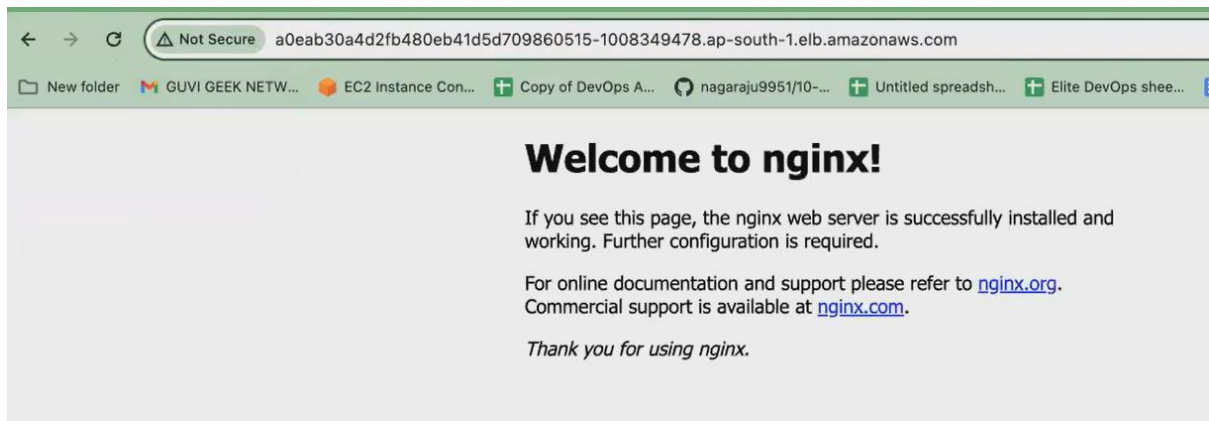 Not Secure a0eab30a4d2fb480eb41d5d709860515-1008349478.ap-south-1.elb.amazonaws.com
New folder GUVI GEEK NETW... EC2 Instance Con... Copy of DevOps A... nagaraju9951/10-... Untitled spreadsh... Elite DevOps shee...
Welcome to nginx!
If you see this page, the nginx web server is successfully installed and
working. Further configuration is required.
For online documentation and support please refer to nginx.org.
Commercial support is available at nginx.com.
Thank you for using nginx.